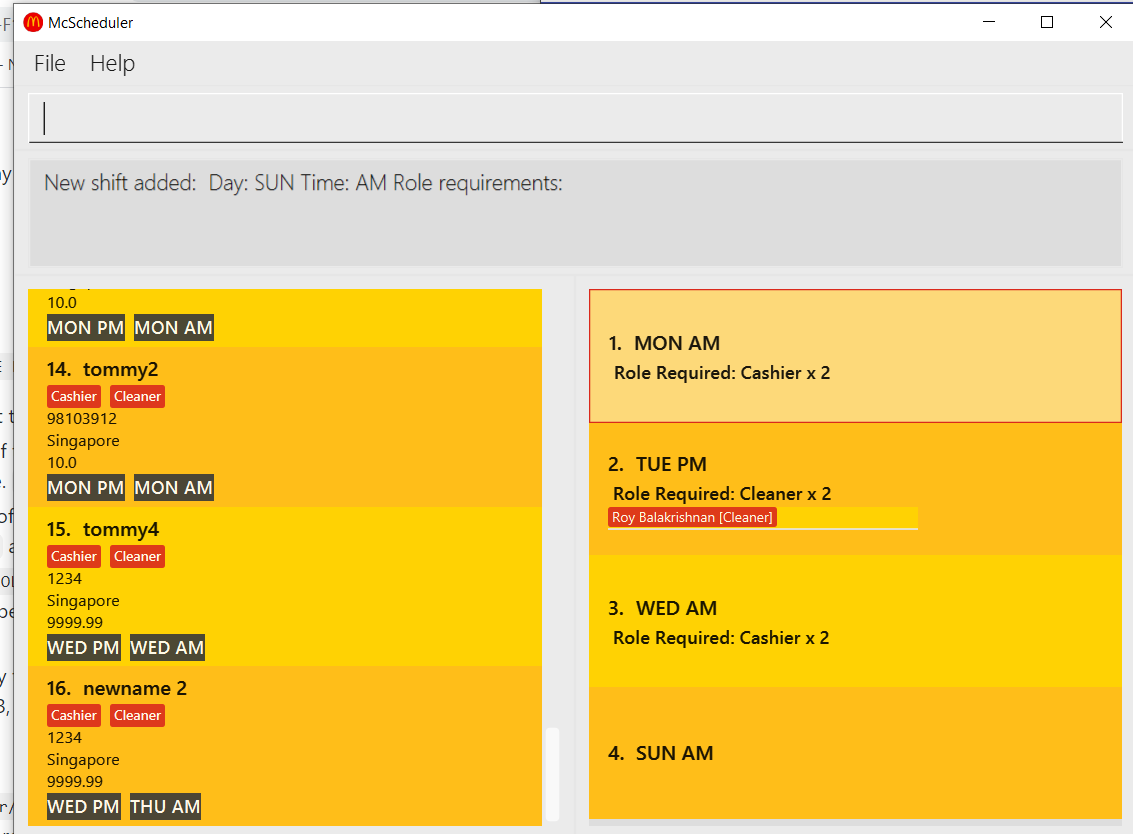 McScheduler
File Help
New shift added: Day: SUN Time: AM Role requirements:
10.0
MON PM MON AM
14. tommy2
Cashier Cleaner
98103912
Singapore
10.0
MON PM MON AM
15. tommy4
Cashier Cleaner
1234
Singapore
9999.99
WED PM WED AM
16. newname 2
Cashier Cleaner
1234
Singapore
9999.99
WED PM THU AM
1. MON AM
Role Required: Cashier x 2
2. TUE PM
Role Required: Cleaner x 2
Roy Balakrishnan [Cleaner]
3. WED AM
Role Required: Cashier x 2
4. SUN AM